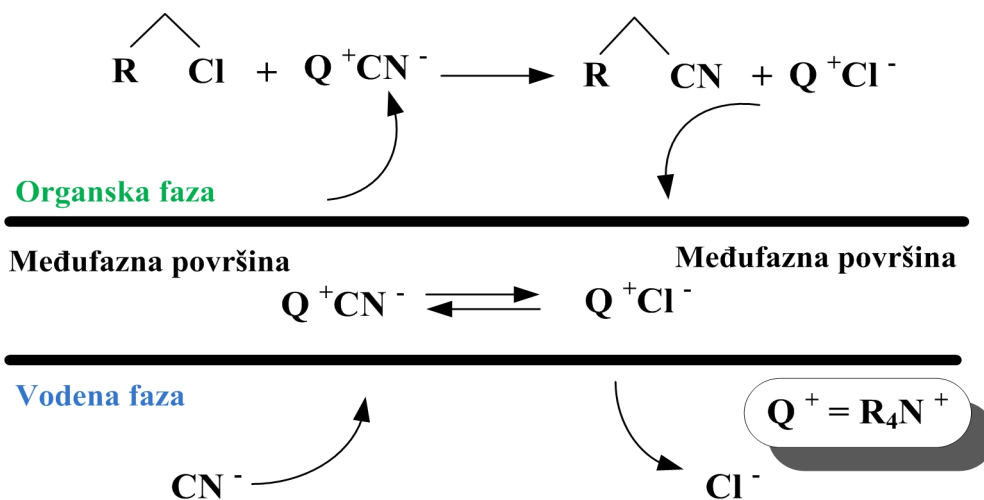 R Cl + Q⁺CN⁻ ⟶ R CN + Q⁺Cl⁻
Organska faza
Međufazna površina Međufazna površina
Q⁺CN⁻ ⇌ Q⁺Cl⁻
Vodena faza
Q⁺ = R₄N⁺
CN⁻ Cl⁻